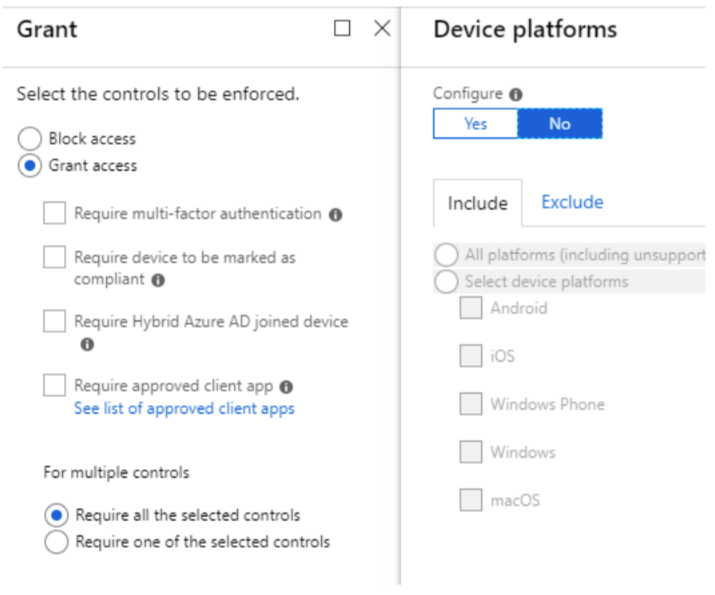 Grant
Select the controls to be enforced.
Block access
Grant access
Require multi-factor authentication
Require device to be marked as
compliant
Require Hybrid Azure AD joined device
Require approved client app
See list of approved client apps
For multiple controls
Require all the selected controls
Require one of the selected controls
Device platforms
Configure
Yes
No
Include
Exclude
All platforms (including unsupport
Select device platforms
Android
iOS
Windows Phone
Windows
macOS